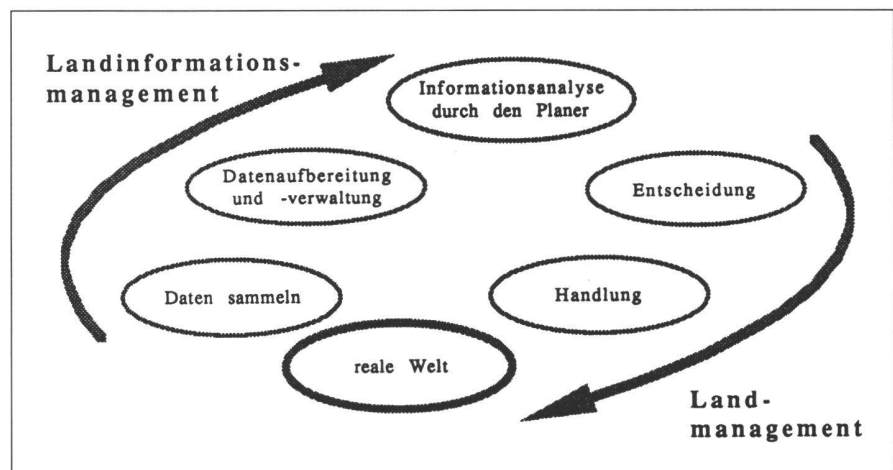 Landinformations-
management
Informationsanalyse
durch den Planer
Datenaufbereitung
und -verwaltung
Entscheidung
Daten sammeln
Handlung
reale Welt
Land-
management